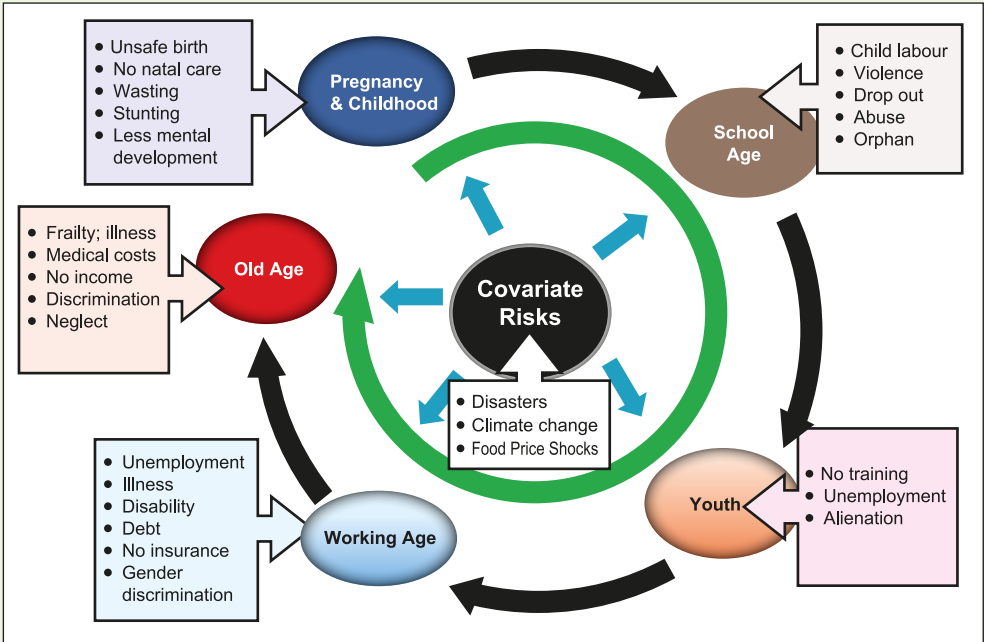 • Unsafe birth
• No natal care
• Wasting
• Stunting
• Less mental
development
Pregnancy
& Childhood
• Child labour
• Violence
• Drop out
• Abuse
• Orphan
School
Age
• Frailty; illness
• Medical costs
• No income
• Discrimination
• Neglect
Old Age
Covariate
Risks
• Disasters
• Climate change
• Food Price Shocks
• Unemployment
• Illness
• Disability
• Debt
• No insurance
• Gender
discrimination
Working Age
Youth
• No training
• Unemployment
• Alienation